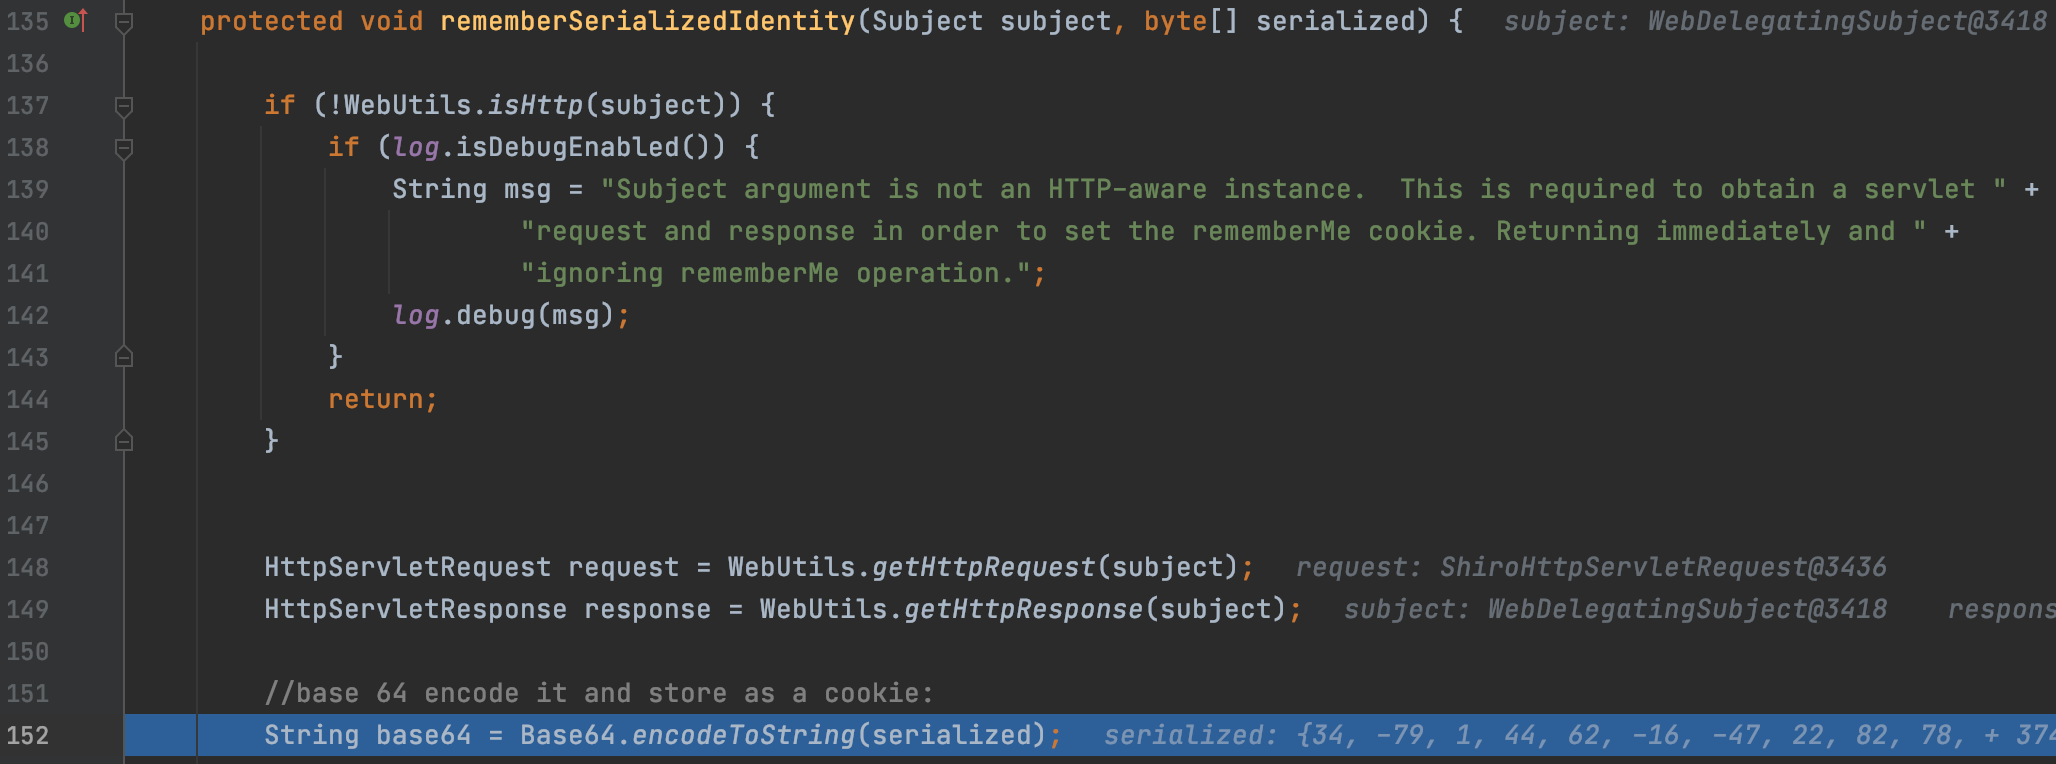 135 protected void rememberSerializedIdentity(Subject subject, byte[] serialized) { subject: WebDelegatingSubject@3418
136
137 if (!WebUtils.isHttp(subject)) {
138 if (log.isDebugEnabled()) {
139 String msg = "Subject argument is not an HTTP-aware instance.  This is required to obtain a servlet " +
140 "request and response in order to set the rememberMe cookie. Returning immediately and " +
141 "ignoring rememberMe operation.";
142 log.debug(msg);
143 }
144 return;
145 }
146
147
148 HttpServletRequest request = WebUtils.getHttpRequest(subject); request: ShiroHttpServletRequest@3436
149 HttpServletResponse response = WebUtils.getHttpResponse(subject); subject: WebDelegatingSubject@3418 respons
150
151 //base 64 encode it and store as a cookie:
152 String base64 = Base64.encodeToString(serialized); serialized: {34, -79, 1, 44, 62, -16, -47, 22, 82, 78, + 374